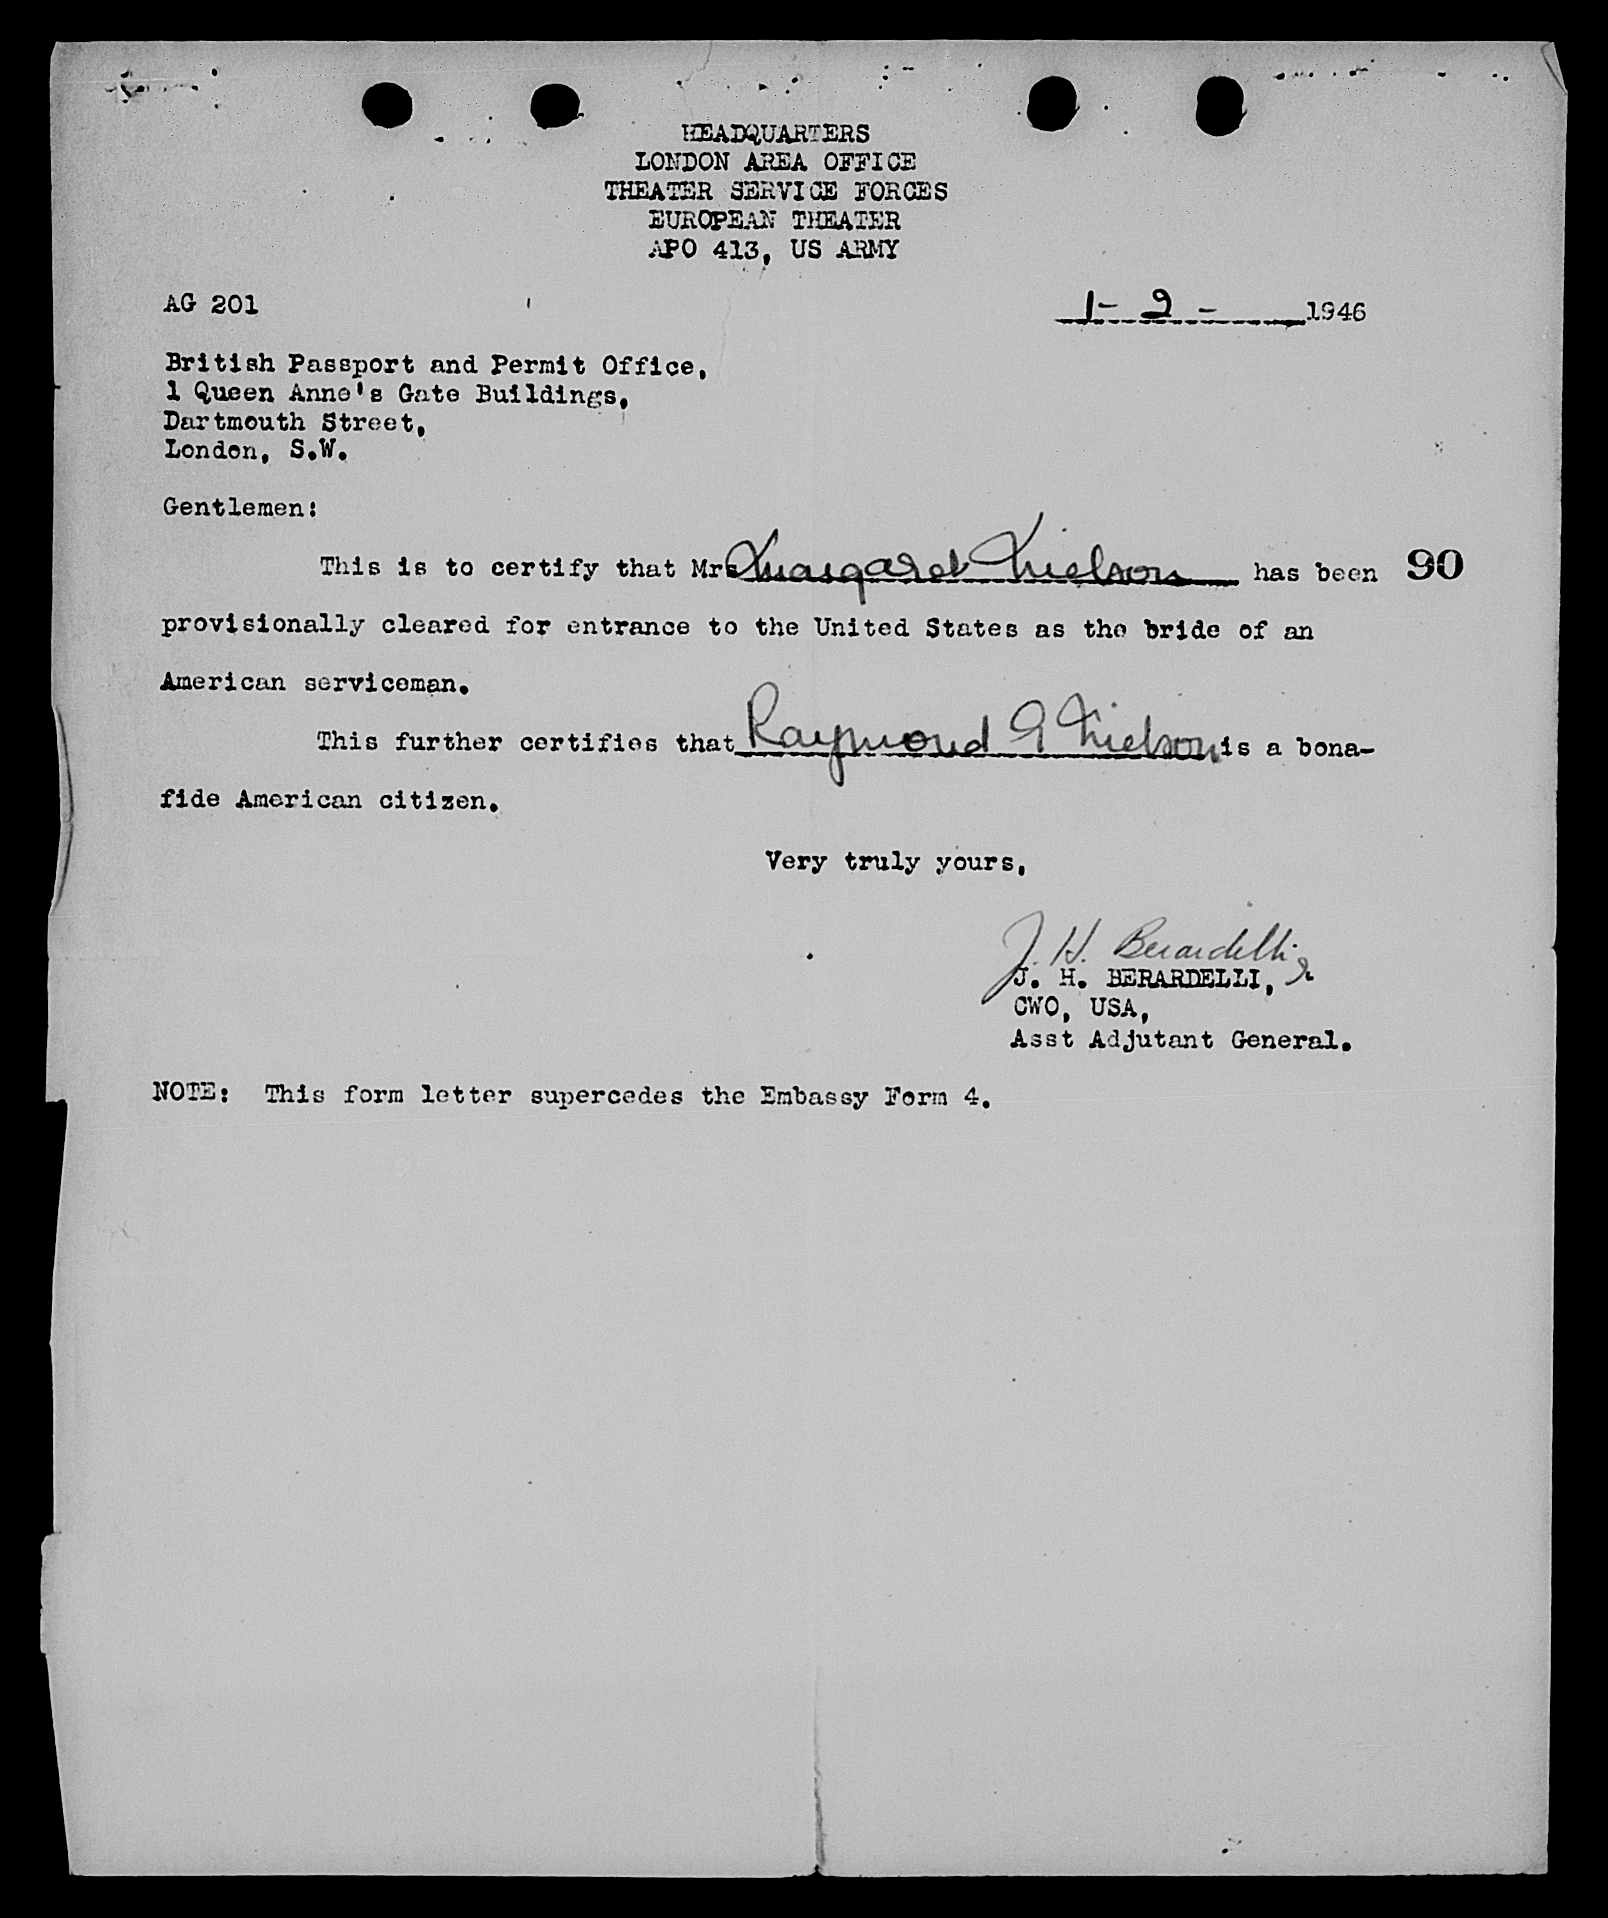 HEADQUARTERS
LONDON AREA OFFICE
THEATER SERVICE FORCES
EUROPEAN THEATER
APO 413, US ARMY
AG 201
1-2-1946
British Passport and Permit Office,
1 Queen Anne's Gate Buildings,
Dartmouth Street,
London, S.W.
Gentlemen:
This is to certify that Mrs Margaret Nielson has been 90
provisionally cleared for entrance to the United States as the bride of an
American serviceman.
This further certifies that Raymond G Nielson is a bona-
fide American citizen.
Very truly yours,
J. H. Berardelli
J. H. BERARDELLI,
CWO, USA,
Asst Adjutant General.
NOTE: This form letter supercedes the Embassy Form 4.